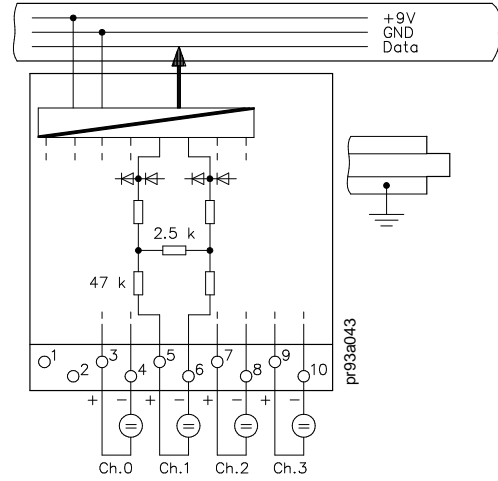 +9V
GND
Data
2.5 k
47 k
pr93a043
1 2 3 4 5 6 7 8 9 10
+ − + − + − + −
Ch.0 Ch.1 Ch.2 Ch.3